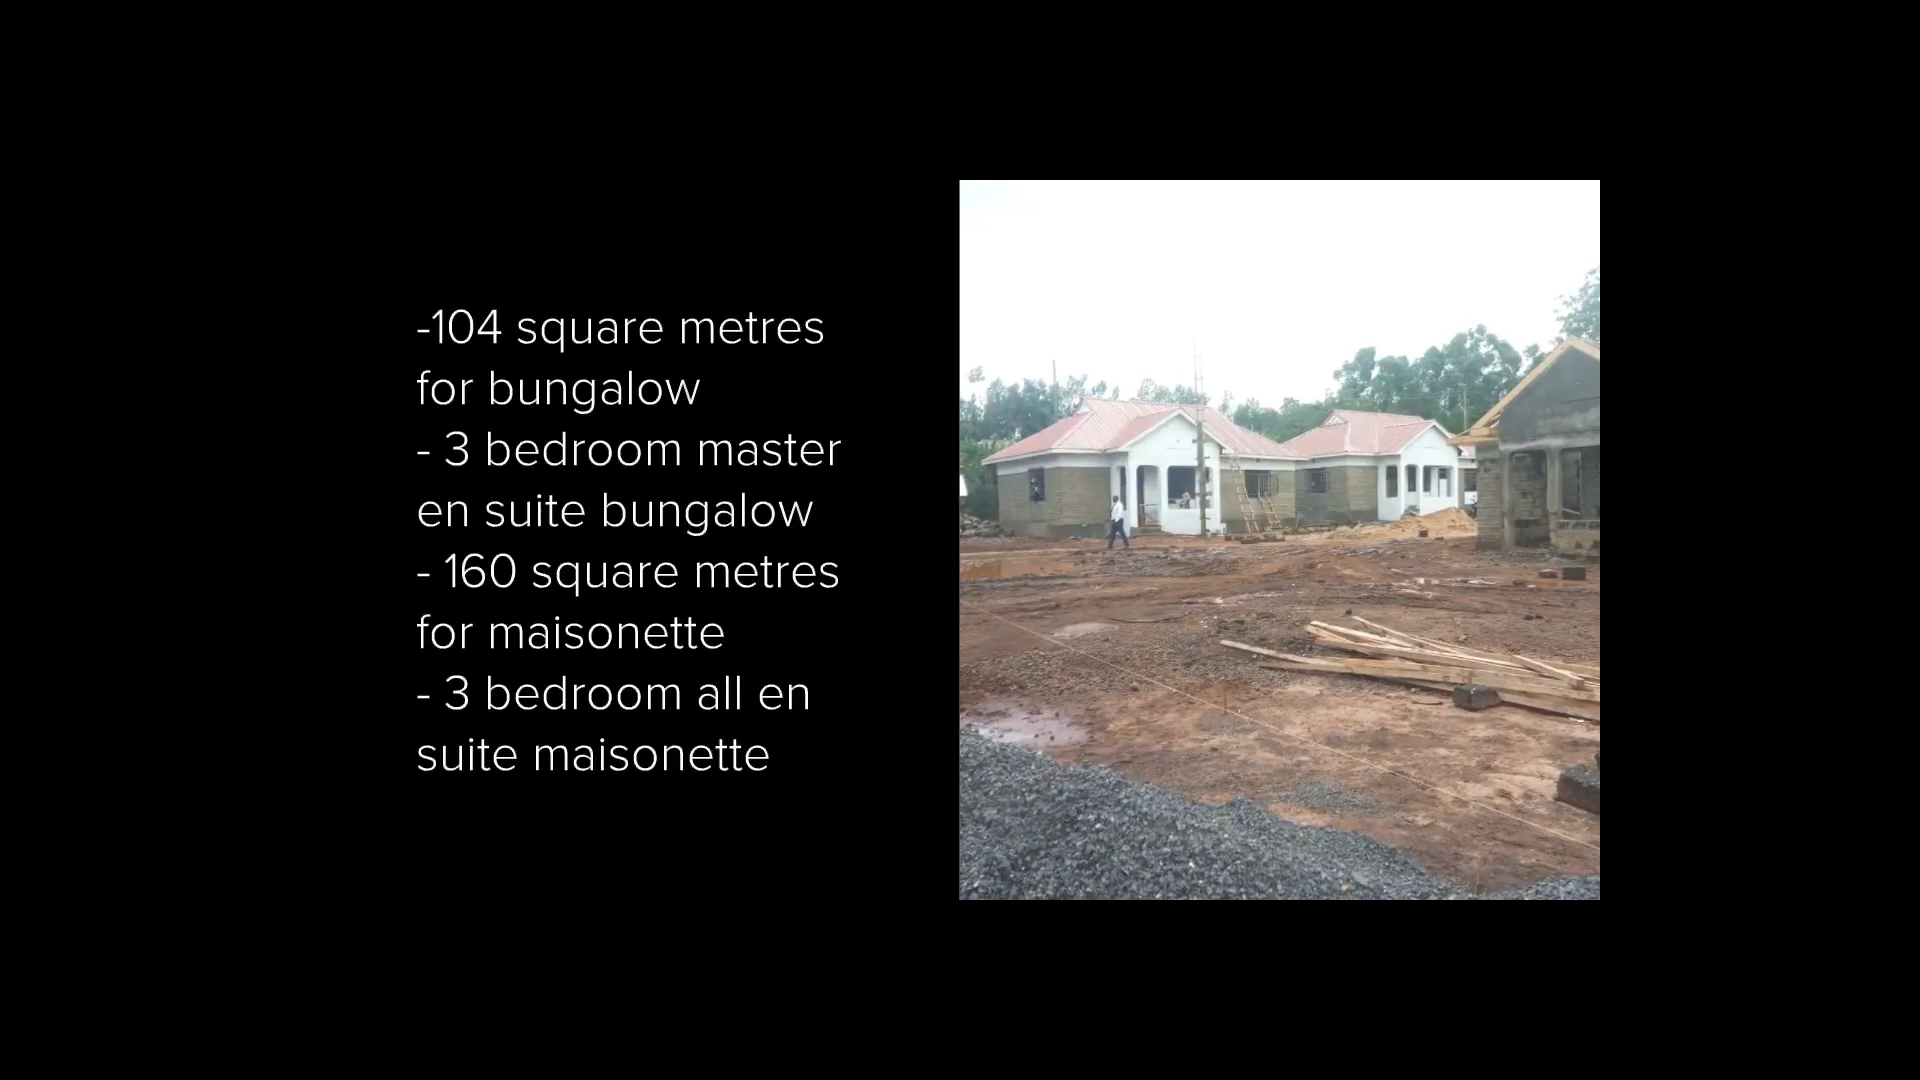 -104 square metres
for bungalow
- 3 bedroom master
en suite bungalow
- 160 square metres
for maisonette
- 3 bedroom all en
suite maisonette